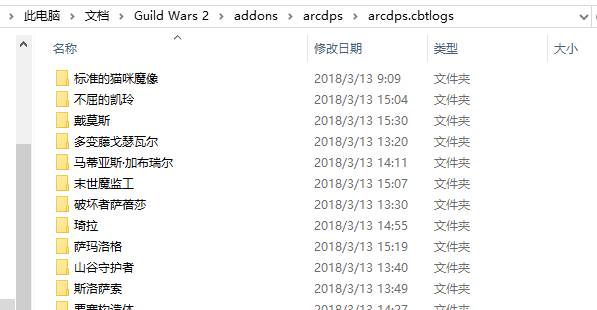 此电脑 > 文档 > Guild Wars 2 > addons > arcdps > arcdps.cbtlogs
名称 修改日期 类型 大小
标准的猫咪魔像 2018/3/13 9:09 文件夹
不屈的凯玲 2018/3/13 15:04 文件夹
戴莫斯 2018/3/13 15:30 文件夹
多变藤戈瑟瓦尔 2018/3/13 13:20 文件夹
马蒂亚斯·加布瑞尔 2018/3/13 14:11 文件夹
末世魔监工 2018/3/13 15:07 文件夹
破坏者萨蓓莎 2018/3/13 13:30 文件夹
琦拉 2018/3/13 14:55 文件夹
萨玛洛格 2018/3/13 15:19 文件夹
山谷守护者 2018/3/13 13:40 文件夹
斯洛萨索 2018/3/13 13:49 文件夹
要塞构造体 2018/3/13 14:27 文件夹